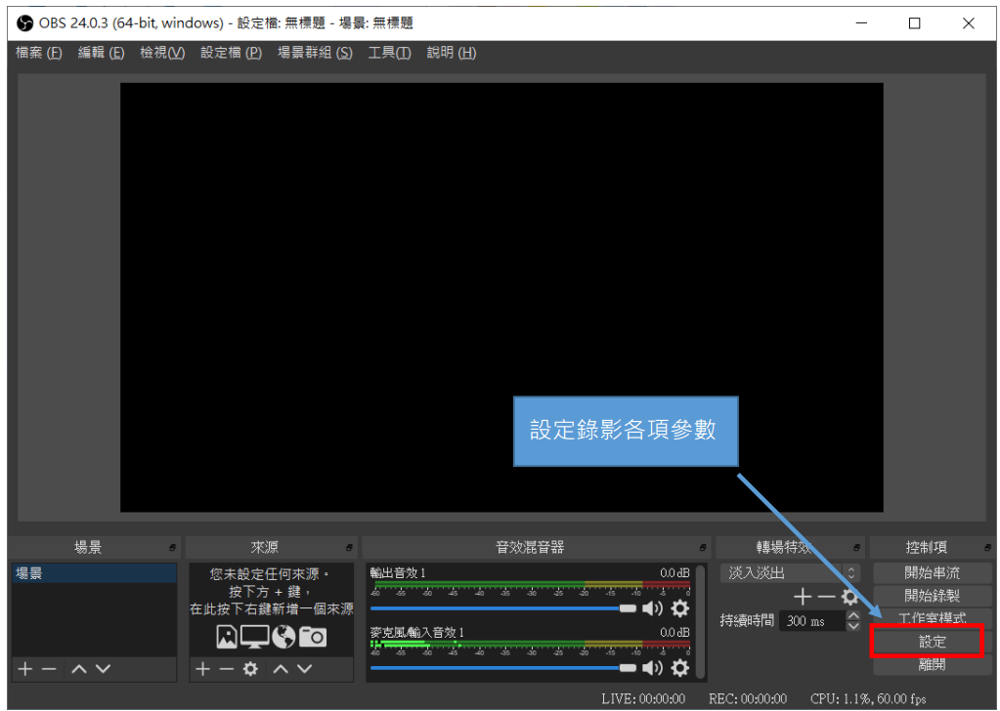 OBS 24.0.3 (64-bit, windows) - 設定檔: 無標題 - 場景: 無標題
檔案 (F) 編輯 (E) 檢視(V) 設定檔 (P) 場景群組 (S) 工具(T) 說明 (H)
設定錄影各項參數
場景 來源 音效混音器 轉場特效 控制項
場景
您未設定任何來源。
按下方 + 鍵，
在此按下右鍵新增一個來源
輸出音效 1 0.0 dB
-60 -55 -50 -45 -40 -35 -30 -25 -20 -15 -10 -5 0
麥克風/輸入音效 1 0.0 dB
-60 -55 -50 -45 -40 -35 -30 -25 -20 -15 -10 -5 0
淡入淡出
持續時間 300 ms
開始串流
開始錄製
工作室模式
設定
離開
LIVE: 00:00:00 REC: 00:00:00 CPU: 1.1%, 60.00 fps